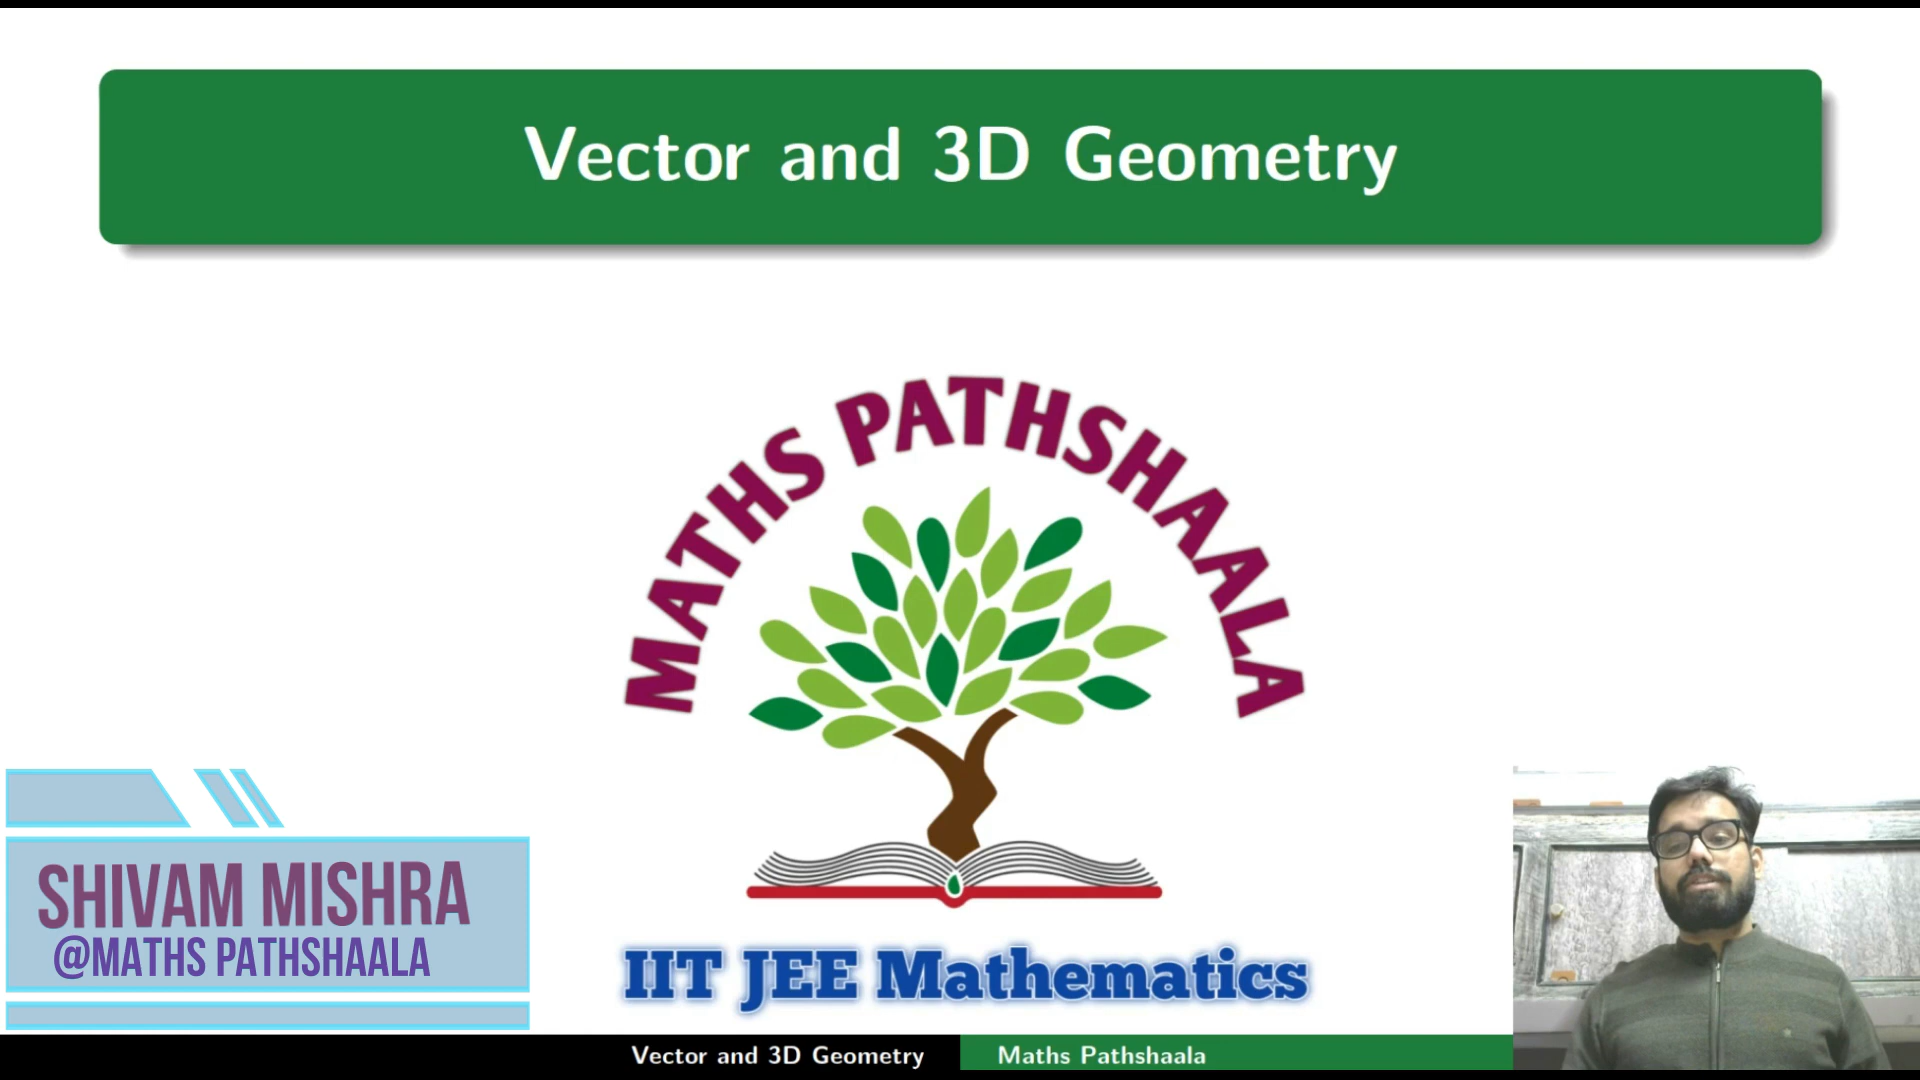 Vector and 3D Geometry
MATHS PATHSHAALA
IIT JEE Mathematics
SHIVAM MISHRA
@MATHS PATHSHAALA
Vector and 3D Geometry
Maths Pathshaala